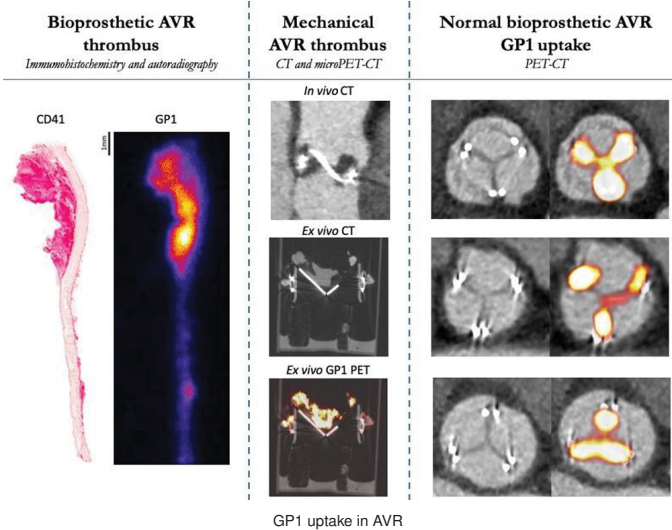 Bioprosthetic AVR
thrombus
Immunohistochemistry and autoradiography
CD41
GP1
1mm
Mechanical
AVR thrombus
CT and microPET-CT
In vivo CT
Ex vivo CT
Ex vivo GP1 PET
Normal bioprosthetic AVR
GP1 uptake
PET-CT
GP1 uptake in AVR